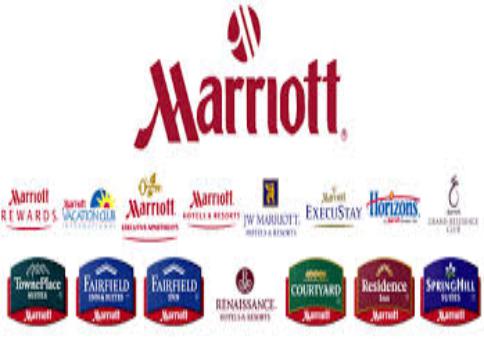 Marriott
Marriott
REWARDS
Marriott
VACATION CLUB
INTERNATIONAL
Marriott
EXECUTIVE APARTMENTS
Marriott
HOTELS & RESORTS
JW MARRIOTT
HOTELS & RESORTS
Marriott
EXECUSTAY
Horizons
GRAND RESIDENCE
CLUB
TownePlace
SUITES
Marriott
FAIRFIELD
INN & SUITES
Marriott
FAIRFIELD
INN
Marriott
RENAISSANCE
HOTELS & RESORTS
COURTYARD
Marriott
Residence
Inn
Marriott
SPRINGHILL
SUITES
Marriott